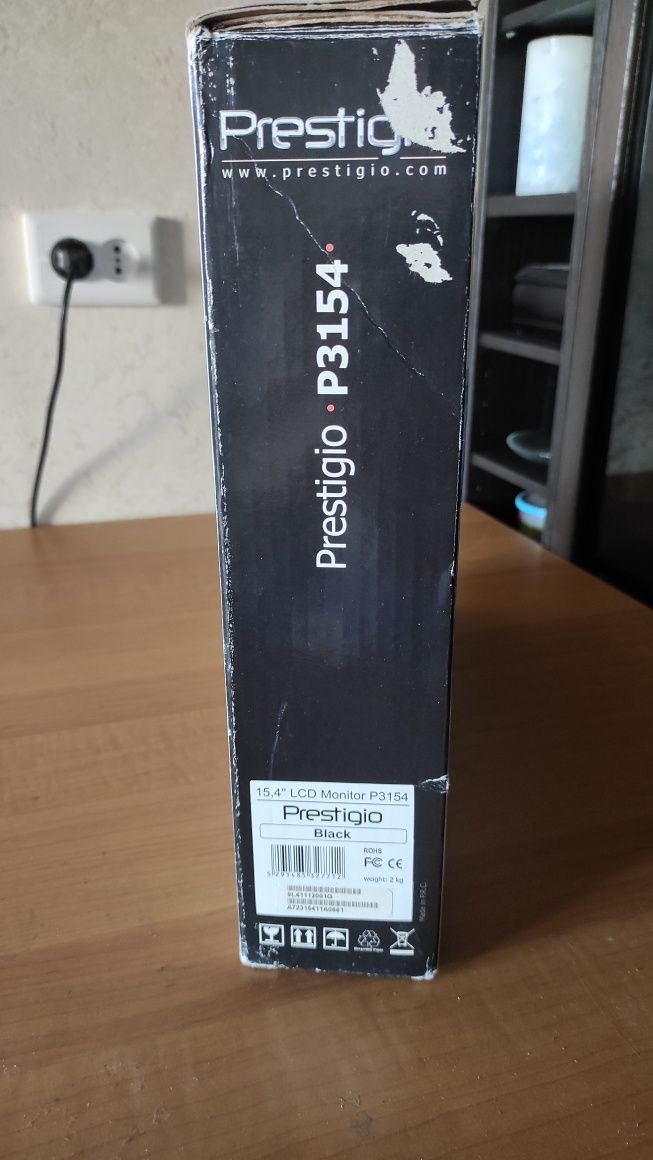 Prestigio
www.prestigio.com
Prestigio • P3154 •
15,4" LCD Monitor P3154
Prestigio
Black
ROHS
FC CE
weight: 2 kg
5291485327712
Made in P.R.C.